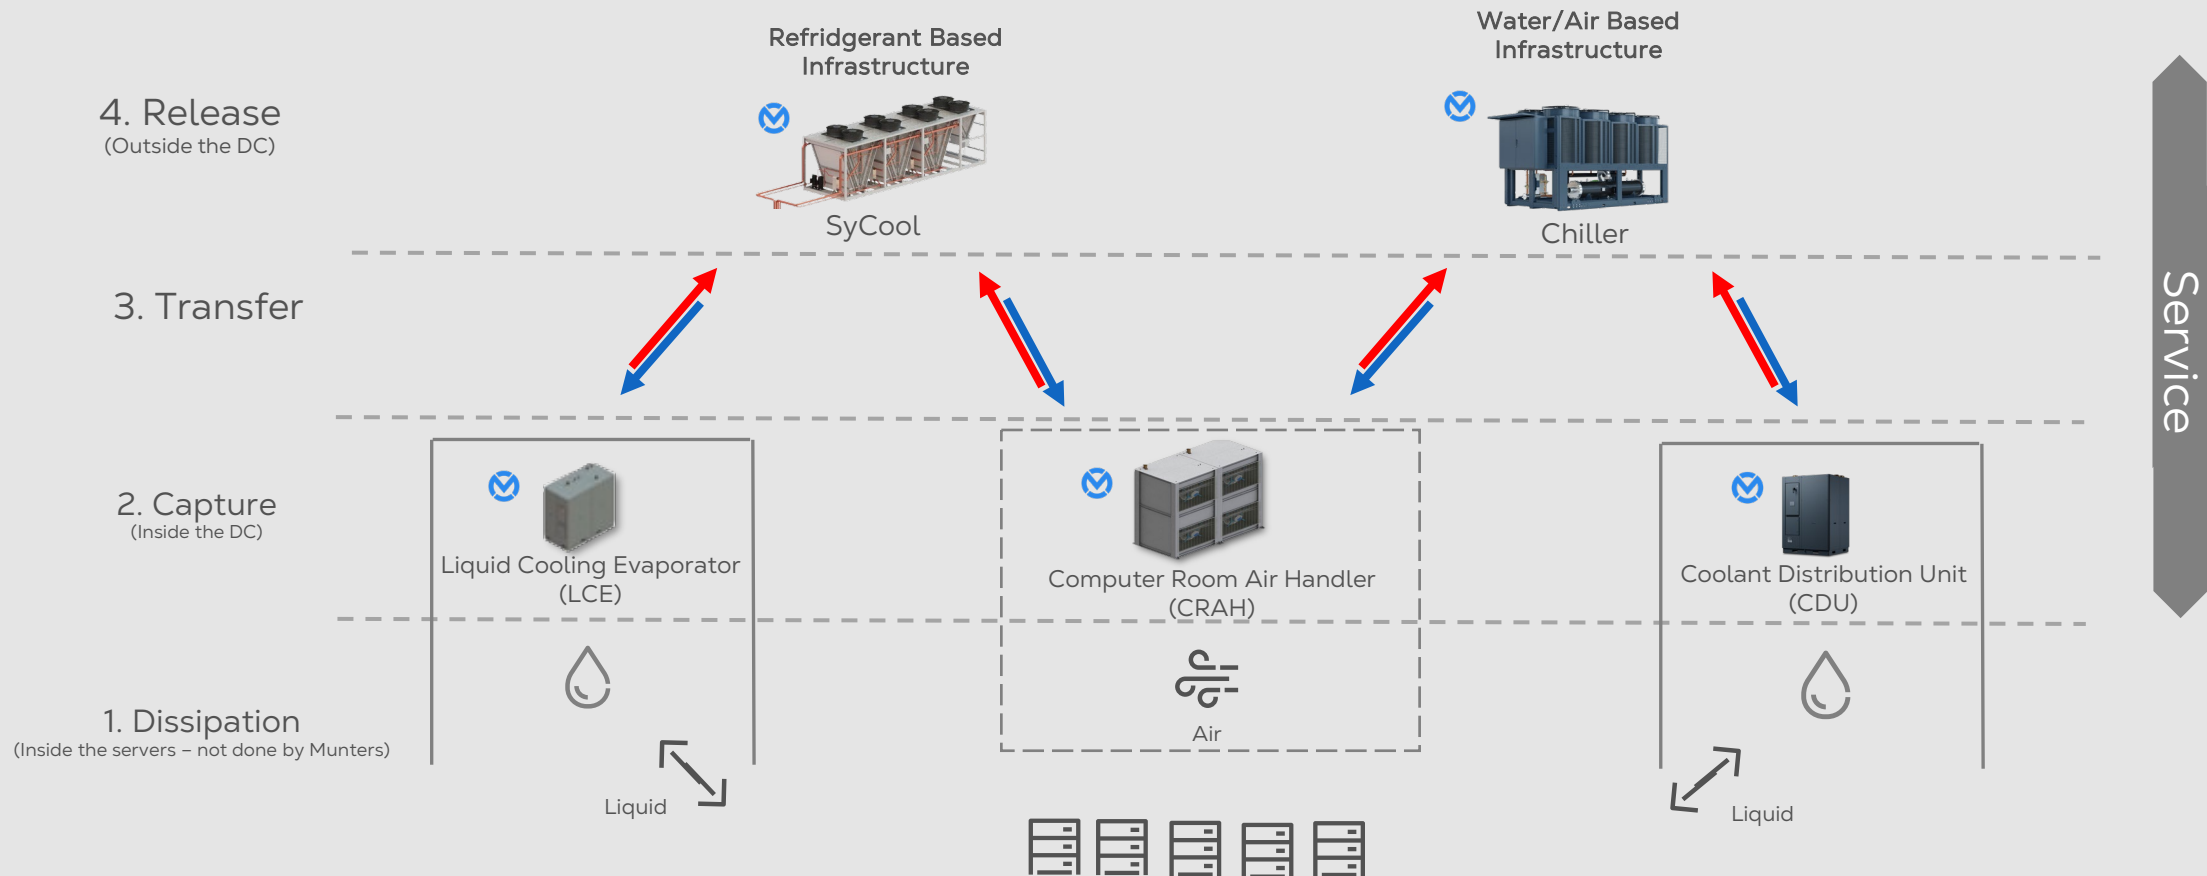 Refridgerant Based
Infrastructure
Water/Air Based
Infrastructure
4. Release
(Outside the DC)
SyCool
Chiller
3. Transfer
Service
2. Capture
(Inside the DC)
Liquid Cooling Evaporator
(LCE)
Computer Room Air Handler
(CRAH)
Coolant Distribution Unit
(CDU)
1. Dissipation
(Inside the servers – not done by Munters)
Air
Liquid
Liquid